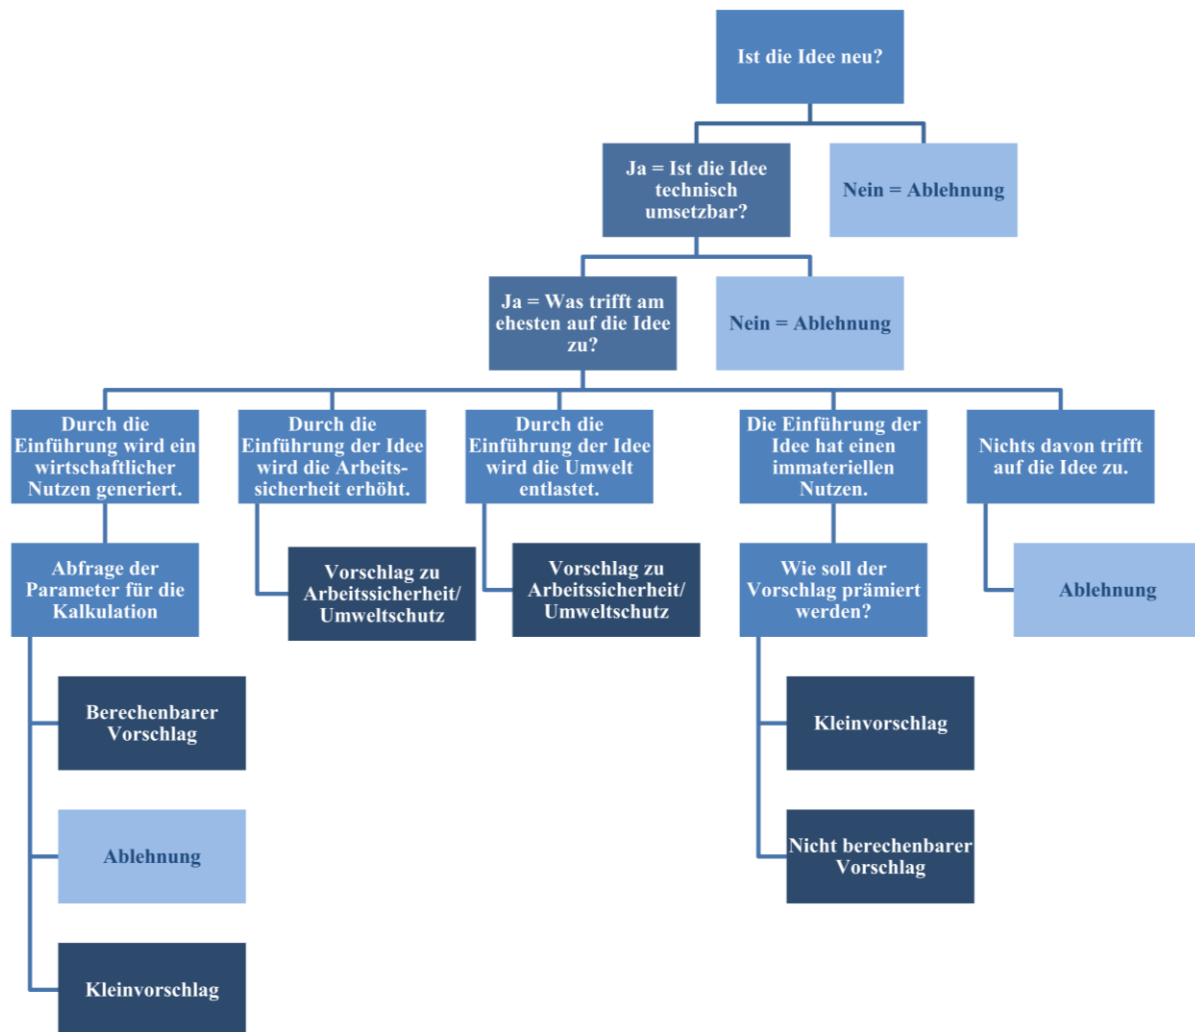 Ist die Idee neu?
Ja = Ist die Idee
technisch
umsetzbar?
Nein = Ablehnung
Ja = Was trifft am
ehesten auf die Idee
zu?
Nein = Ablehnung
Durch die
Einführung wird ein
wirtschaftlicher
Nutzen generiert.
Durch die
Einführung der Idee
wird die Arbeits-
sicherheit erhöht.
Durch die
Einführung der Idee
wird die Umwelt
entlastet.
Die Einführung der
Idee hat einen
immateriellen
Nutzen.
Nichts davon trifft
auf die Idee zu.
Abfrage der
Parameter für die
Kalkulation
Vorschlag zu
Arbeitssicherheit/
Umweltschutz
Vorschlag zu
Arbeitssicherheit/
Umweltschutz
Wie soll der
Vorschlag prämiert
werden?
Ablehnung
Berechenbarer
Vorschlag
Kleinvorschlag
Ablehnung
Nicht berechenbarer
Vorschlag
Kleinvorschlag